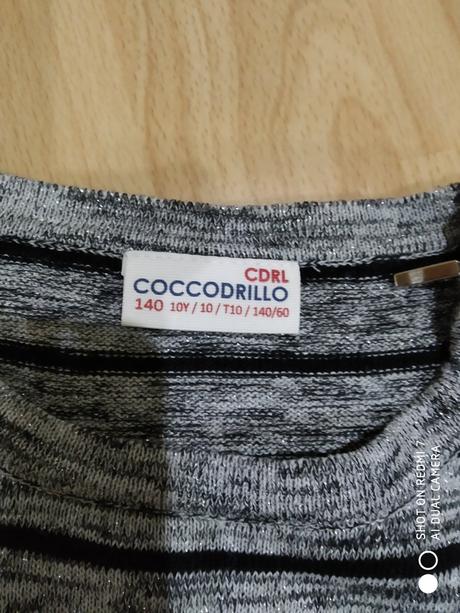 CDRL
COCCODRILLO
140 10Y / 10 / T10 / 140/60
SHOT ON REDMI 7
AI DUAL CAMERA